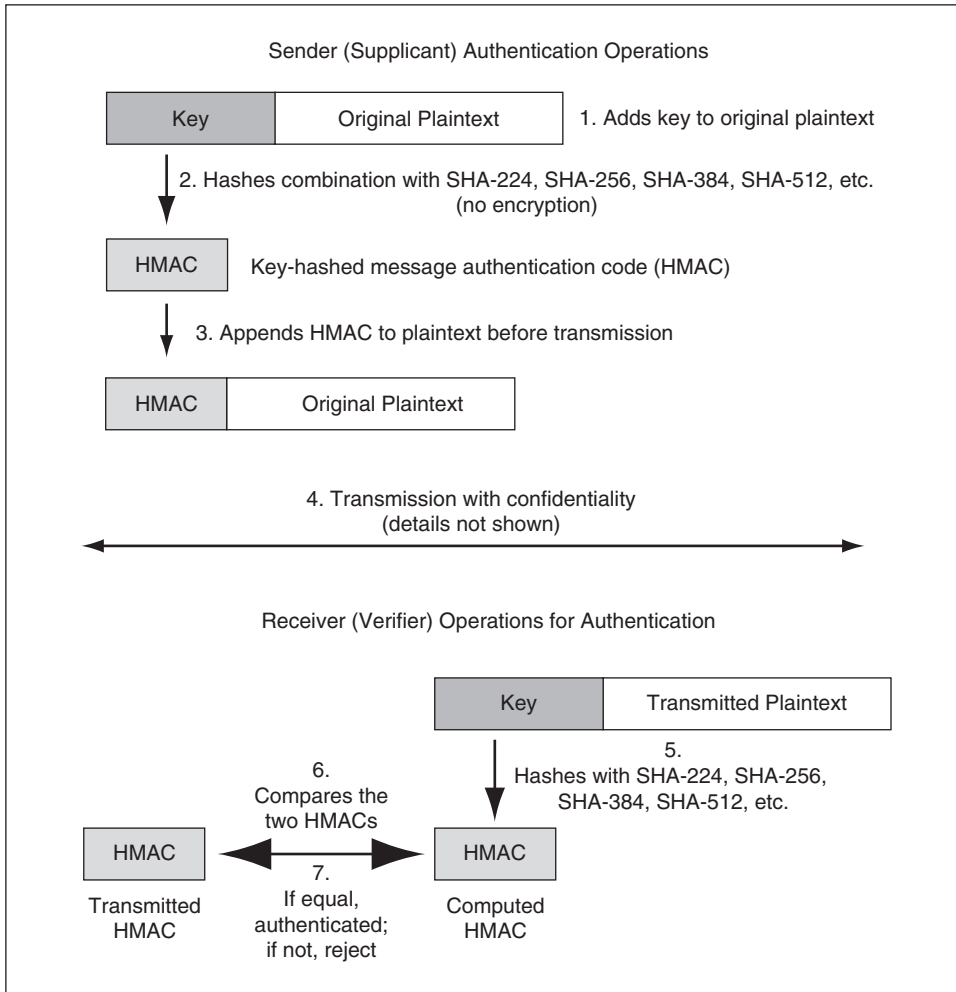 Sender (Supplicant) Authentication Operations
Key
Original Plaintext
1. Adds key to original plaintext
2. Hashes combination with SHA-224, SHA-256, SHA-384, SHA-512, etc.
(no encryption)
HMAC
Key-hashed message authentication code (HMAC)
3. Appends HMAC to plaintext before transmission
HMAC
Original Plaintext
4. Transmission with confidentiality
(details not shown)
Receiver (Verifier) Operations for Authentication
Key
Transmitted Plaintext
5.
Hashes with SHA-224, SHA-256,
SHA-384, SHA-512, etc.
6.
Compares the
two HMACs
HMAC
HMAC
7.
If equal,
authenticated;
if not, reject
Transmitted
HMAC
Computed
HMAC